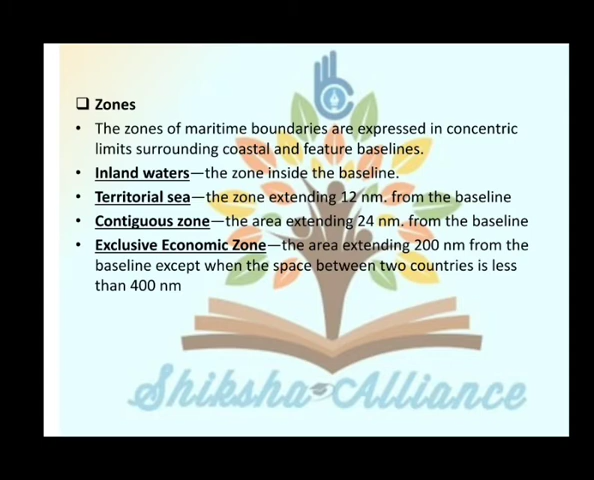 ❑ Zones
• The zones of maritime boundaries are expressed in concentric
limits surrounding coastal and feature baselines.
• Inland waters—the zone inside the baseline.
• Territorial sea—the zone extending 12 nm. from the baseline
• Contiguous zone—the area extending 24 nm. from the baseline
• Exclusive Economic Zone—the area extending 200 nm from the
baseline except when the space between two countries is less
than 400 nm
Shiksha Alliance